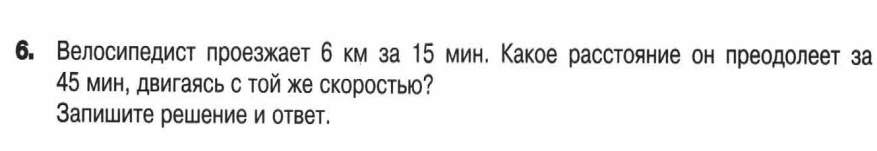 6. Велосипедист проезжает 6 км за 15 мин. Какое расстояние он преодолеет за
45 мин, двигаясь с той же скоростью?
Запишите решение и ответ.